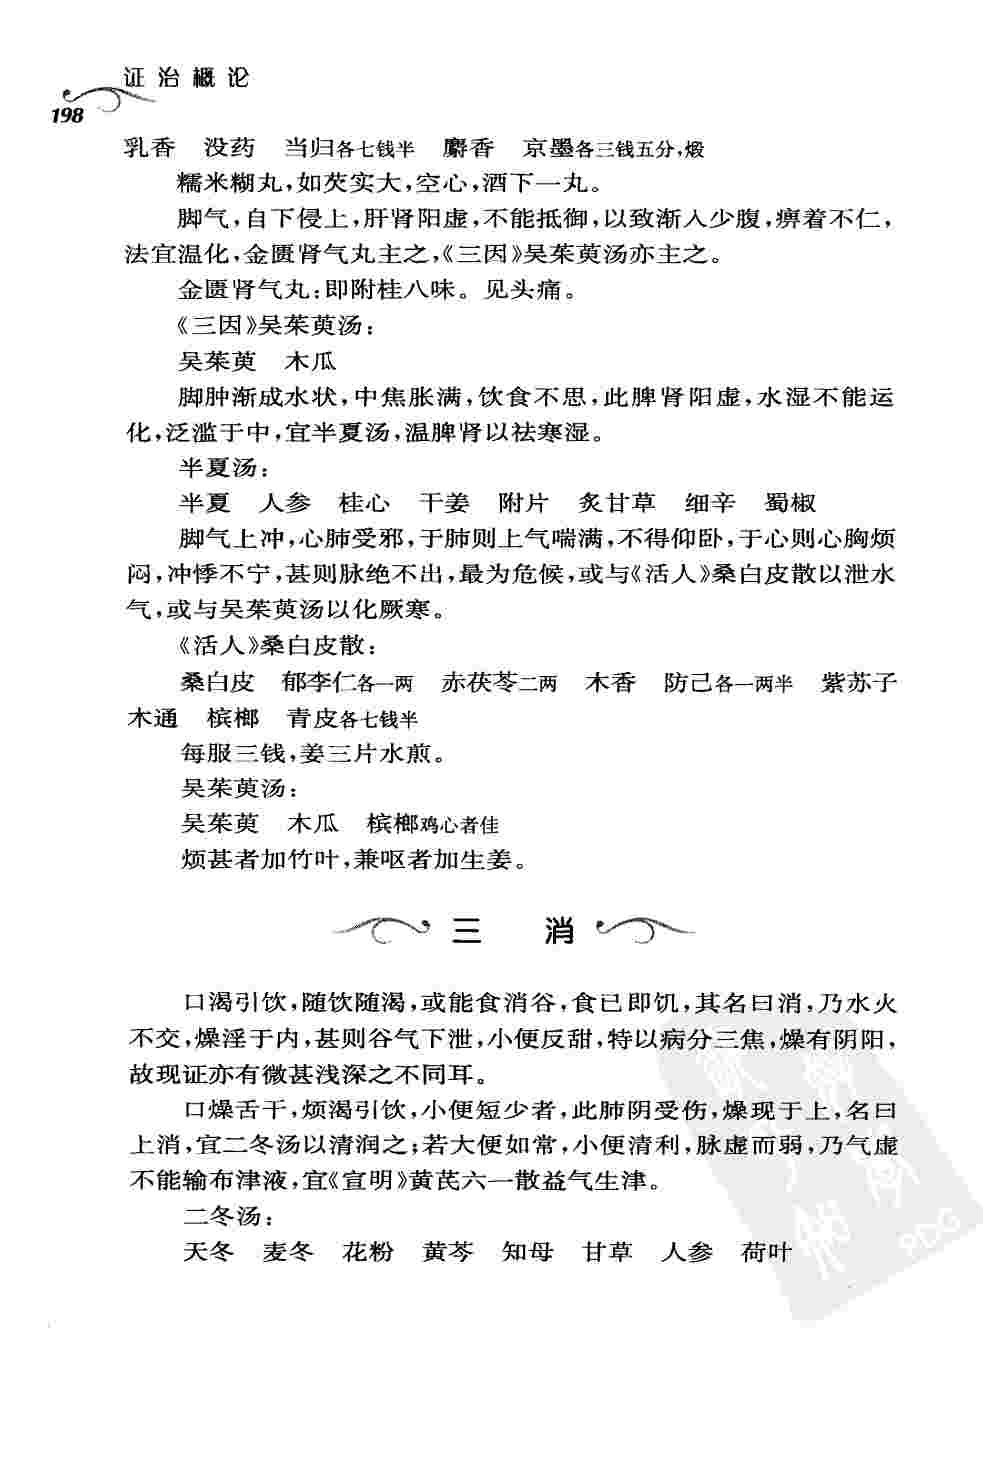 证治概论
198
乳香　没药　当归各七钱半　麝香　京墨各三钱五分,煅
糯米糊丸,如芡实大,空心,酒下一丸。
脚气,自下侵上,肝肾阳虚,不能抵御,以致渐入少腹,痹着不仁,
法宜温化,金匮肾气丸主之,《三因》吴茱萸汤亦主之。
金匮肾气丸:即附桂八味。见头痛。
《三因》吴茱萸汤:
吴茱萸　木瓜
脚肿渐成水状,中焦胀满,饮食不思,此脾肾阳虚,水湿不能运
化,泛滥于中,宜半夏汤,温脾肾以祛寒湿。
半夏汤:
半夏　人参　桂心　干姜　附片　炙甘草　细辛　蜀椒
脚气上冲,心肺受邪,于肺则上气喘满,不得仰卧,于心则心胸烦
闷,冲悸不宁,甚则脉绝不出,最为危候,或与《活人》桑白皮散以泄水
气,或与吴茱萸汤以化厥寒。
《活人》桑白皮散:
桑白皮　郁李仁各一两　赤茯苓二两　木香　防己各一两半　紫苏子
木通　槟榔　青皮各七钱半
每服三钱,姜三片水煎。
吴茱萸汤:
吴茱萸　木瓜　槟榔鸡心者佳
烦甚者加竹叶,兼呕者加生姜。
三　消
口渴引饮,随饮随渴,或能食消谷,食已即饥,其名曰消,乃水火
不交,燥淫于内,甚则谷气下泄,小便反甜,特以病分三焦,燥有阴阳,
故现证亦有微甚浅深之不同耳。
口燥舌干,烦渴引饮,小便短少者,此肺阴受伤,燥现于上,名曰
上消,宜二冬汤以清润之;若大便如常,小便清利,脉虚而弱,乃气虚
不能输布津液,宜《宣明》黄芪六一散益气生津。
二冬汤:
天冬　麦冬　花粉　黄芩　知母　甘草　人参　荷叶
PDG